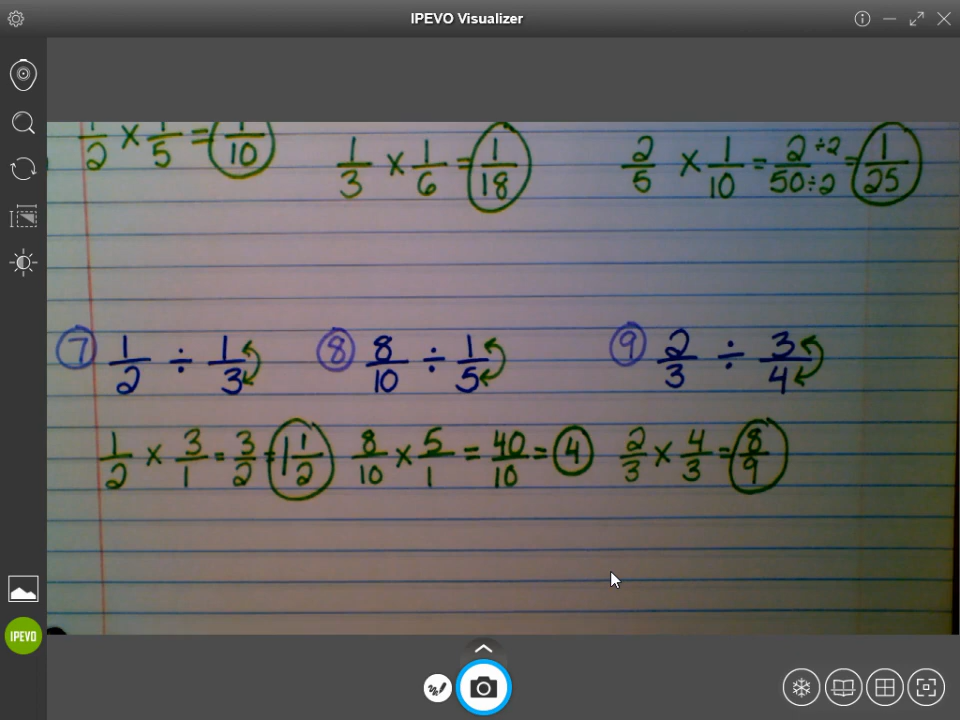 IPEVO Visualizer
1/2 × 1/5 = 1/10
1/3 × 1/6 = 1/18
2/5 × 1/10 = 2÷2/50÷2 = 1/25
7 1/2 ÷ 1/3
8 8/10 ÷ 1/5
9 2/3 ÷ 3/4
1/2 × 3/1 = 3/2 = 1 1/2
8/10 × 5/1 = 40/10 = 4
2/3 × 4/3 = 8/9
IPEVO